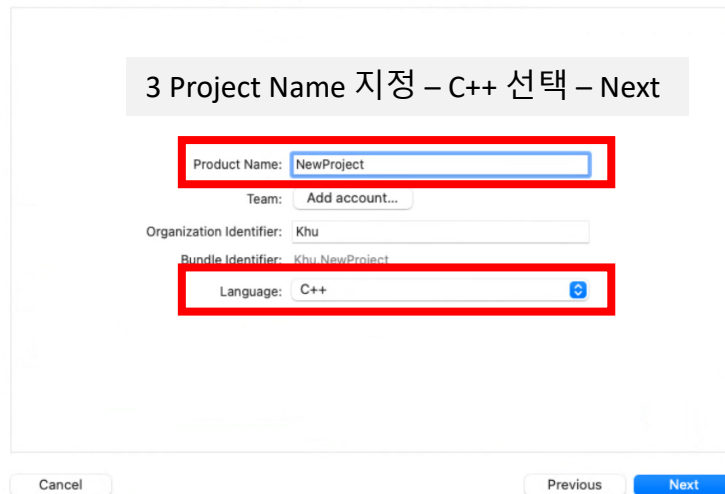 3 Project Name 지정 – C++ 선택 – Next
Product Name: NewProject
Team: Add account...
Organization Identifier: Khu
Bundle Identifier: Khu.NewProject
Language: C++
Cancel Previous Next